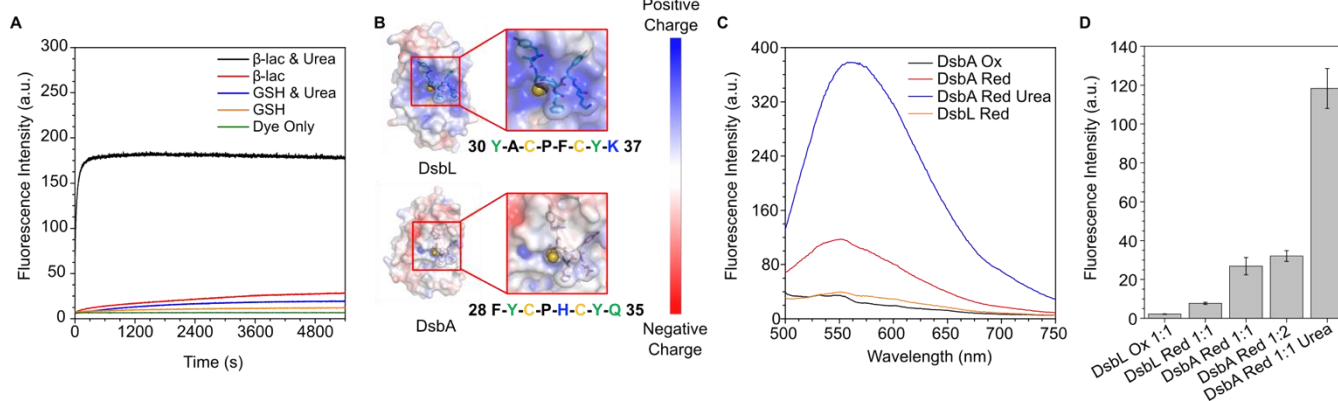 A
Fluorescence Intensity (a.u.)
300
250
200
150
100
50
0
0 1200 2400 3600 4800
Time (s)
β-lac & Urea
β-lac
GSH & Urea
GSH
Dye Only
B
30 Y-A-C-P-F-C-Y-K 37
DsbL
28 F-Y-C-P-H-C-Y-Q 35
DsbA
Positive
Charge
Negative
Charge
C
Fluorescence Intensity (a.u.)
400
320
240
160
80
0
500 550 600 650 700 750
Wavelength (nm)
DsbA Ox
DsbA Red
DsbA Red Urea
DsbL Red
D
Fluorescence Intensity (a.u.)
140
120
100
80
60
40
20
0
DsbL Ox 1:1
DsbL Red 1:1
DsbA Red 1:1
DsbA Red 1:2
DsbA Red 1:1 Urea